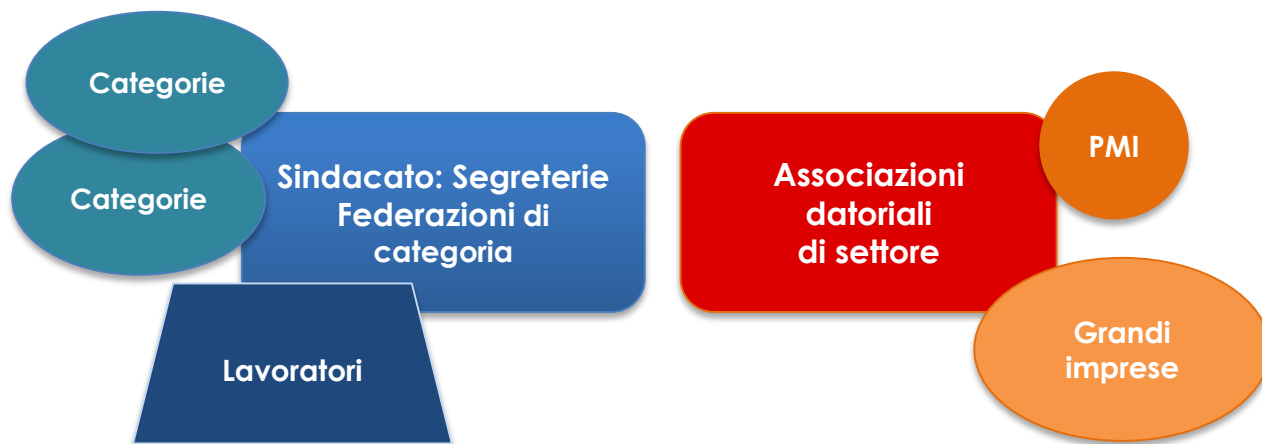 Categorie
Categorie
Sindacato: Segreterie
Federazioni di
categoria
Lavoratori
Associazioni
datoriali
di settore
PMI
Grandi
imprese